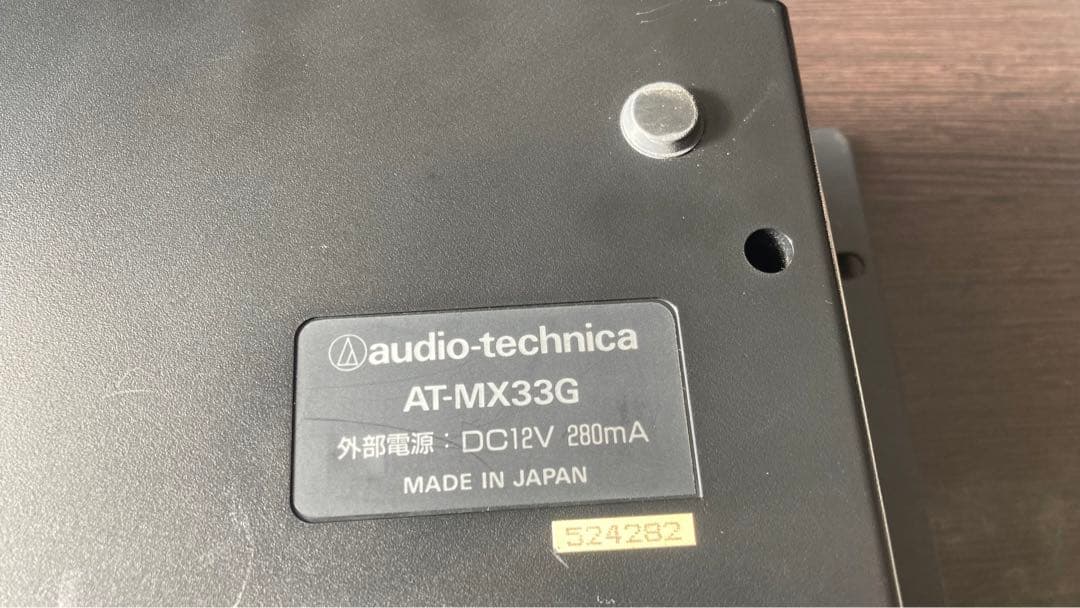 audio-technica
AT-MX33G
外部電源：DC12V 280mA
MADE IN JAPAN
524282